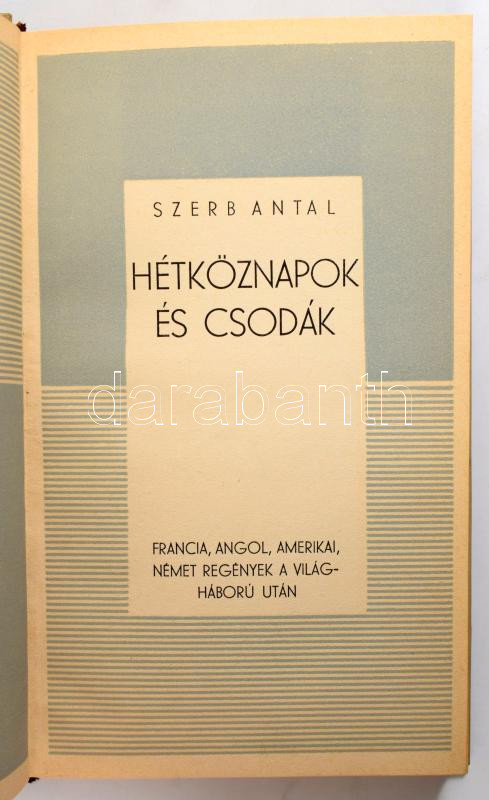 SZERB ANTAL
HÉTKÖZNAPOK
ÉS CSODÁK
darabanth
FRANCIA, ANGOL, AMERIKAI,
NÉMET REGÉNYEK A VILÁG-
HÁBORÚ UTÁN